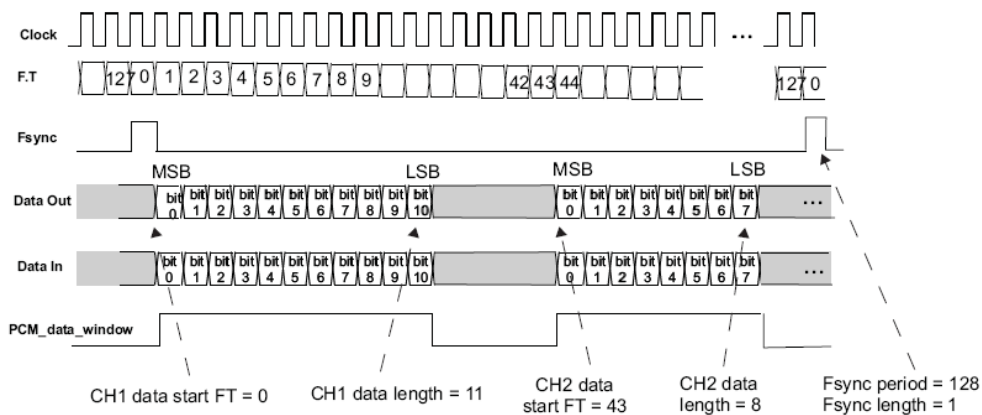 Clock ...
F.T 127 0 1 2 3 4 5 6 7 8 9 42 43 44 127 0
Fsync
MSB LSB MSB LSB
Data Out bit 0 bit 1 bit 2 bit 3 bit 4 bit 5 bit 6 bit 7 bit 8 bit 9 bit 10 bit 0 bit 1 bit 2 bit 3 bit 4 bit 5 bit 6 bit 7 ...
Data In bit 0 bit 1 bit 2 bit 3 bit 4 bit 5 bit 6 bit 7 bit 8 bit 9 bit 10 bit 0 bit 1 bit 2 bit 3 bit 4 bit 5 bit 6 bit 7 ...
PCM_data_window
CH1 data start FT = 0
CH1 data length = 11
CH2 data
start FT = 43
CH2 data
length = 8
Fsync period = 128
Fsync length = 1